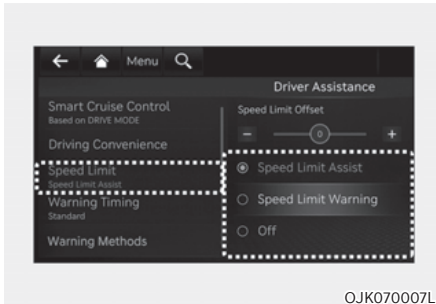 Menu
Driver Assistance
Smart Cruise Control
Based on DRIVE MODE
Driving Convenience
Speed Limit
Speed Limit Assist
Warning Timing
Standard
Warning Methods
Speed Limit Offset
0
Speed Limit Assist
Speed Limit Warning
Off
OJK070007L